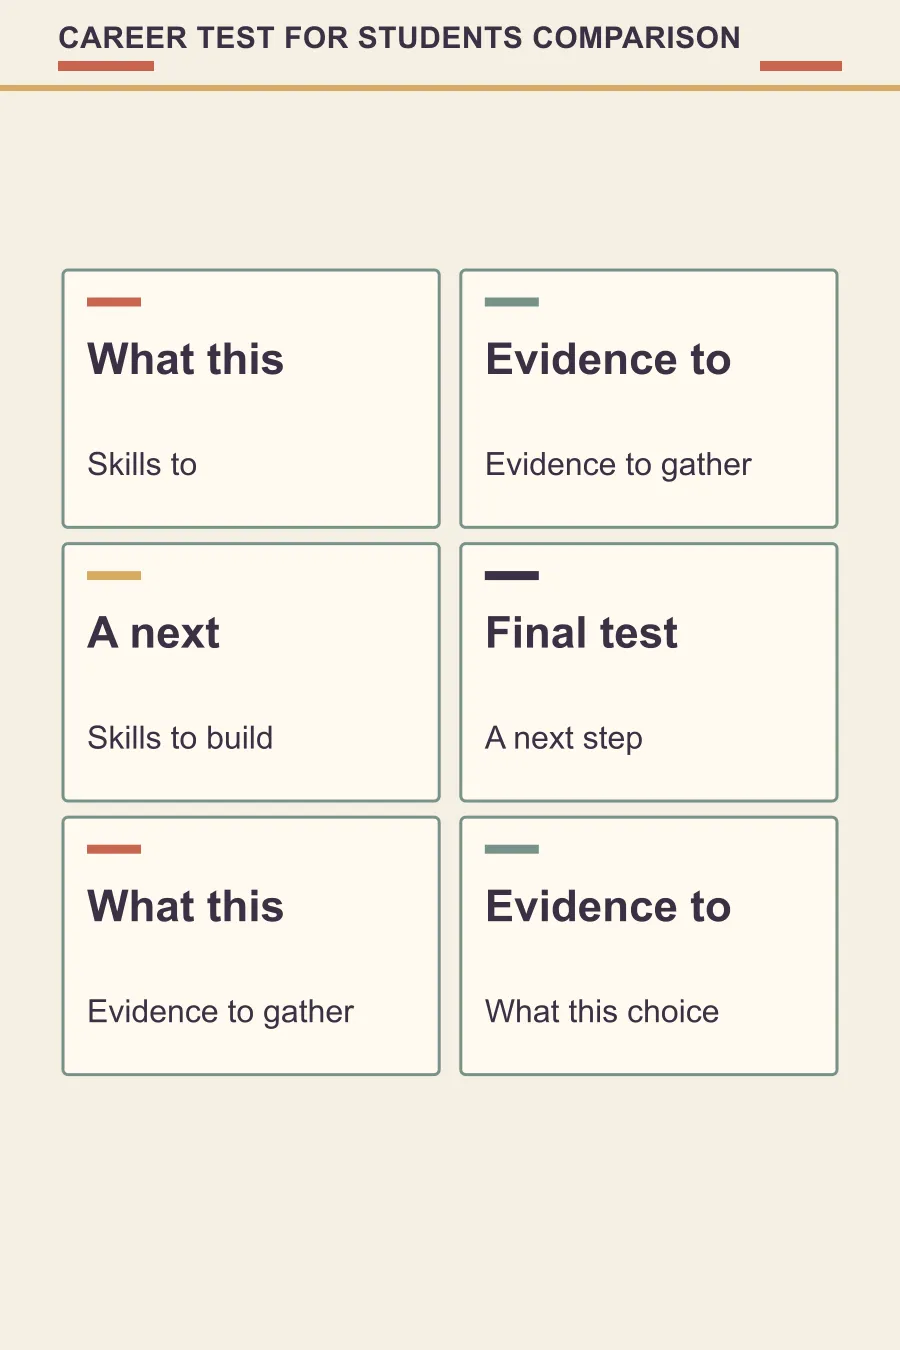 CAREER TEST FOR STUDENTS COMPARISON
What this
Skills to
Evidence to
Evidence to gather
A next
Skills to build
Final test
A next step
What this
Evidence to gather
Evidence to
What this choice